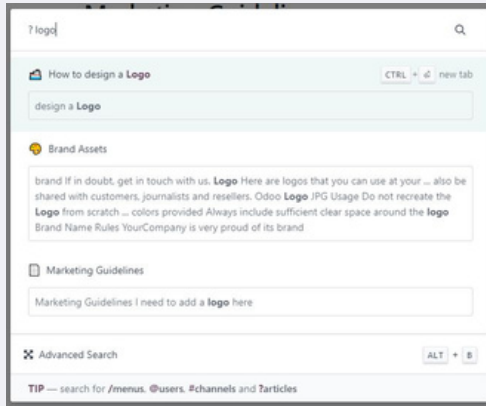 ? logo
How to design a Logo
CTRL + new tab
design a Logo
Brand Assets
brand If in doubt, get in touch with us. Logo Here are logos that you can use at your ... also be
shared with customers, journalists and resellers. Odoo Logo JPG Usage Do not recreate the
Logo from scratch ... colors provided Always include sufficient clear space around the logo
Brand Name Rules YourCompany is very proud of its brand
Marketing Guidelines
Marketing Guidelines I need to add a logo here
Advanced Search
ALT + B
TIP — search for /menus, @users, #channels and ?articles